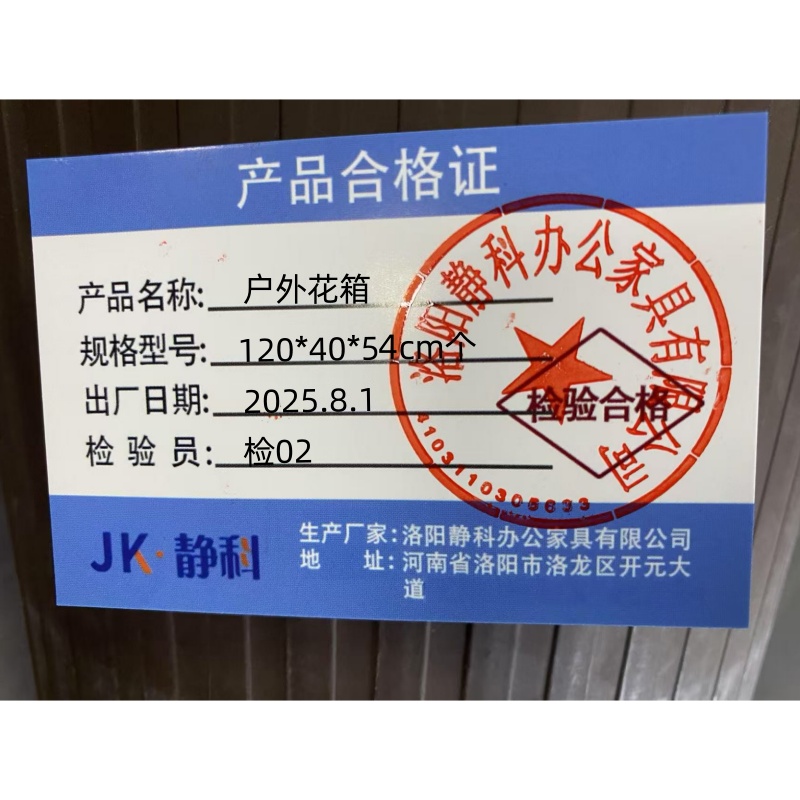 产品合格证
产品名称: 户外花箱
规格型号: 120*40*54cm个
出厂日期: 2025.8.1
检验员: 检02
洛阳静科办公家具有限公司
检验合格
4103110305693
JK·静科
生产厂家:洛阳静科办公家具有限公司
地址:河南省洛阳市洛龙区开元大
道